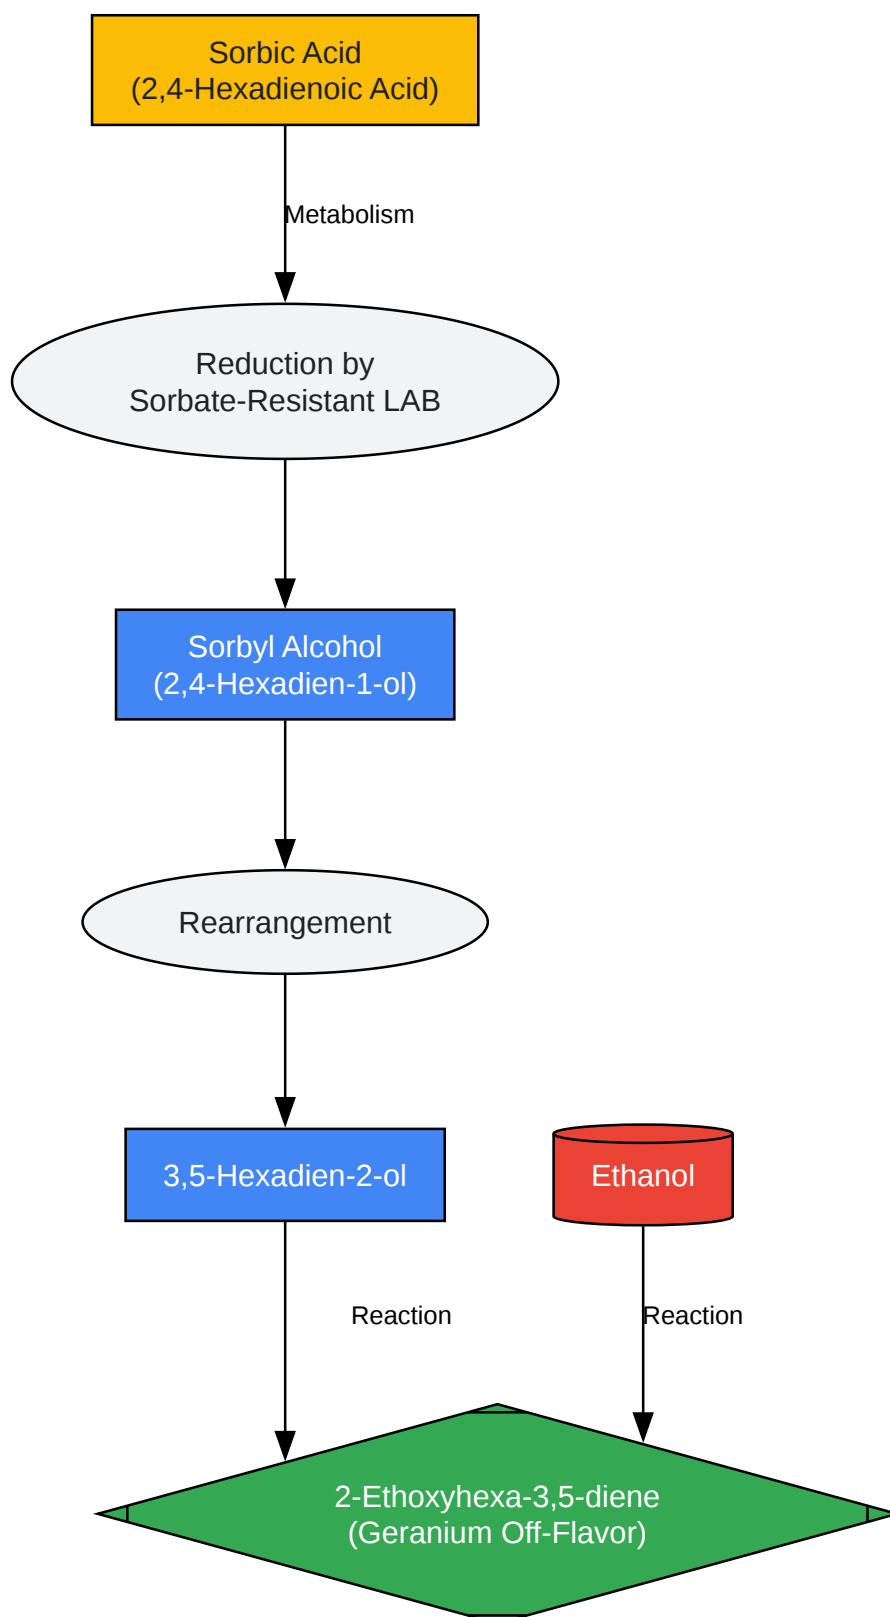 Sorbic Acid
(2,4-Hexadienoic Acid)
Metabolism
Reduction by
Sorbate-Resistant LAB
Sorbyl Alcohol
(2,4-Hexadien-1-ol)
Rearrangement
3,5-Hexadien-2-ol
Ethanol
Reaction
Reaction
2-Ethoxyhexa-3,5-diene
(Geranium Off-Flavor)